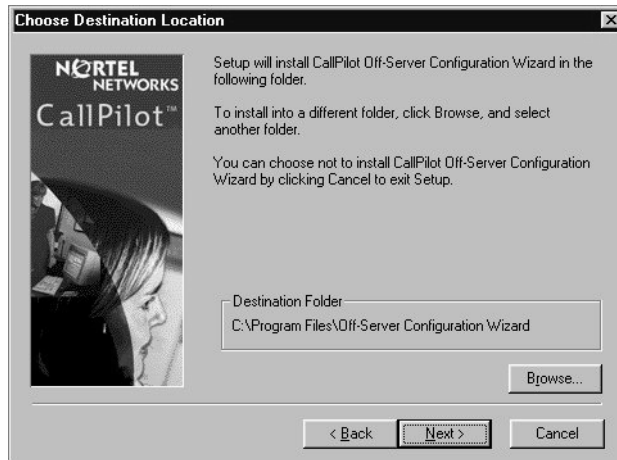 Choose Destination Location
NORTEL
NETWORKS
CallPilot™
Setup will install CallPilot Off-Server Configuration Wizard in the
following folder.
To install into a different folder, click Browse, and select
another folder.
You can choose not to install CallPilot Off-Server Configuration
Wizard by clicking Cancel to exit Setup.
Destination Folder
C:\Program Files\Off-Server Configuration Wizard
Browse...
< Back
Next >
Cancel